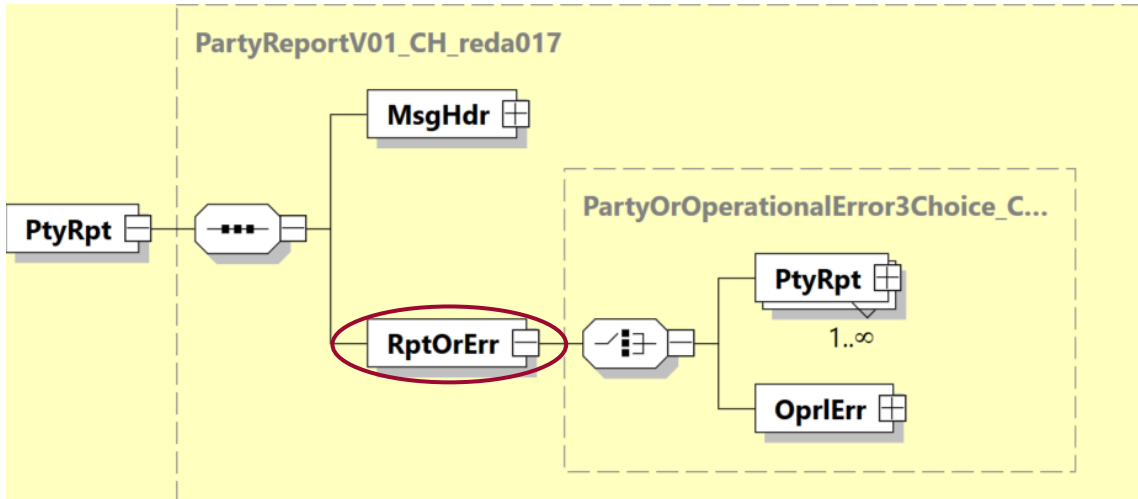 PartyReportV01_CH_reda017
MsgHdr
PartyOrOperationalError3Choice_C...
PtyRpt
PtyRpt
1..∞
RptOrErr
OprlErr